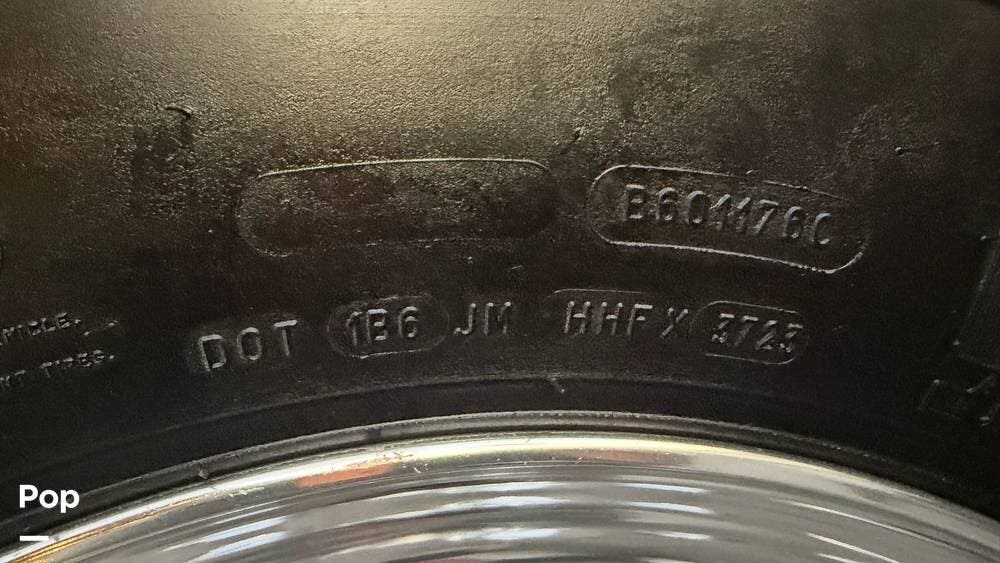 B601176C
DOT 1B6 JM HHFX 3723
Pop